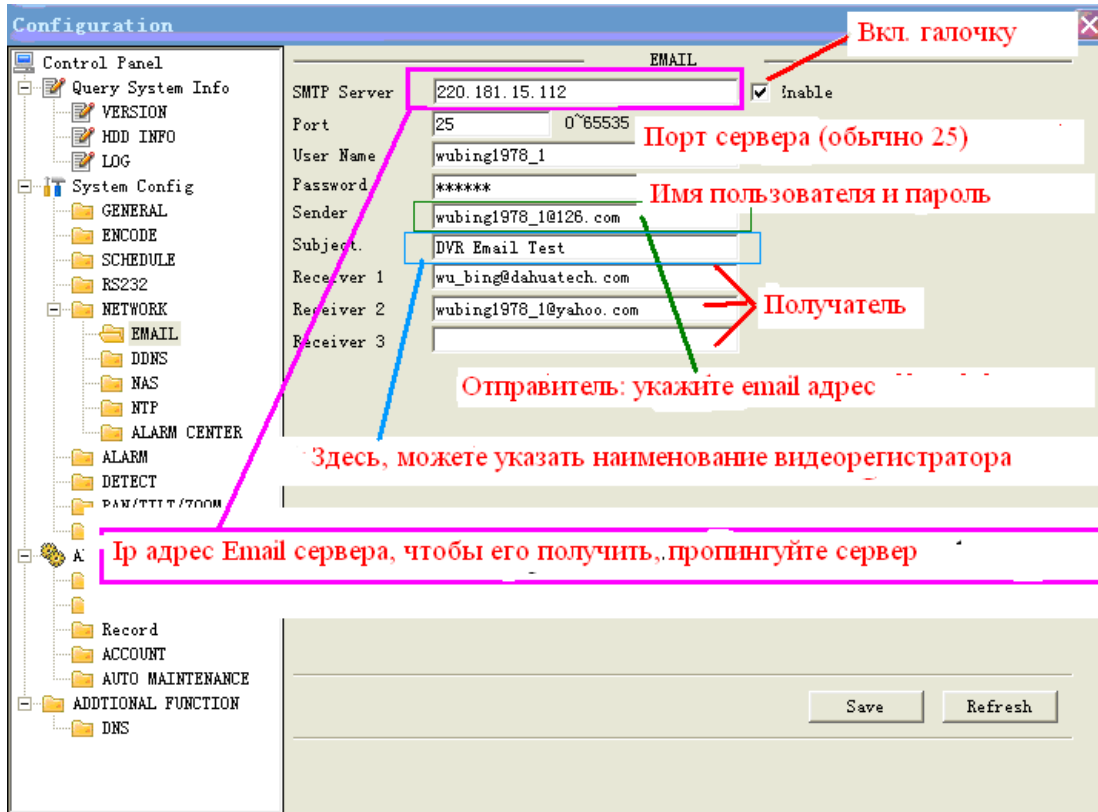 Configuration
Вкл. галочку
Control Panel
Query System Info
VERSION
HDD INFO
LOG
System Config
GENERAL
ENCODE
SCHEDULE
RS232
NETWORK
EMAIL
DDNS
NAS
NTP
ALARM CENTER
ALARM
DETECT
PAN/TILT/ZOOM
A
Record
ACCOUNT
AUTO MAINTENANCE
ADDTIONAL FUNCTION
DNS
EMAIL
SMTP Server 220.181.15.112 Enable
Port 25 0~65535
Порт сервера (обычно 25)
User Name wubing1978_1
Password ******
Имя пользователя и пароль
Sender wubing1978_1@126.com
Subject. DVR Email Test
Receiver 1 wu_bing@dahuatech.com
Receiver 2 wubing1978_1@yahoo.com
Получатель
Receiver 3
Отправитель: укажите email адрес
Здесь, можете указать наименование видеорегистратора
Ip адрес Email сервера, чтобы его получить, пропингуйте сервер
Save Refresh